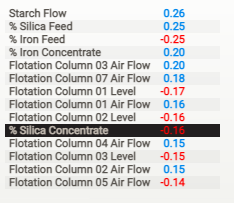 Starch Flow 0.26
% Silica Feed 0.25
% Iron Feed -0.25
% Iron Concentrate 0.20
Flotation Column 03 Air Flow 0.20
Flotation Column 07 Air Flow 0.18
Flotation Column 01 Level -0.17
Flotation Column 01 Air Flow 0.16
Flotation Column 02 Level -0.16
% Silica Concentrate -0.16
Flotation Column 04 Air Flow 0.15
Flotation Column 03 Level -0.15
Flotation Column 02 Air Flow 0.15
Flotation Column 05 Air Flow -0.14